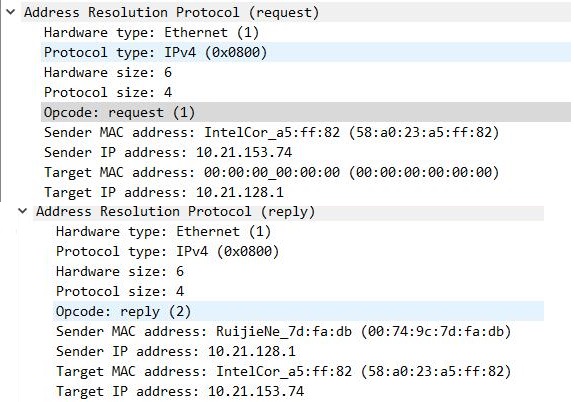 Address Resolution Protocol (request)
Hardware type: Ethernet (1)
Protocol type: IPv4 (0x0800)
Hardware size: 6
Protocol size: 4
Opcode: request (1)
Sender MAC address: IntelCor_a5:ff:82 (58:a0:23:a5:ff:82)
Sender IP address: 10.21.153.74
Target MAC address: 00:00:00_00:00:00 (00:00:00:00:00:00)
Target IP address: 10.21.128.1
Address Resolution Protocol (reply)
Hardware type: Ethernet (1)
Protocol type: IPv4 (0x0800)
Hardware size: 6
Protocol size: 4
Opcode: reply (2)
Sender MAC address: RuijieNe_7d:fa:db (00:74:9c:7d:fa:db)
Sender IP address: 10.21.128.1
Target MAC address: IntelCor_a5:ff:82 (58:a0:23:a5:ff:82)
Target IP address: 10.21.153.74